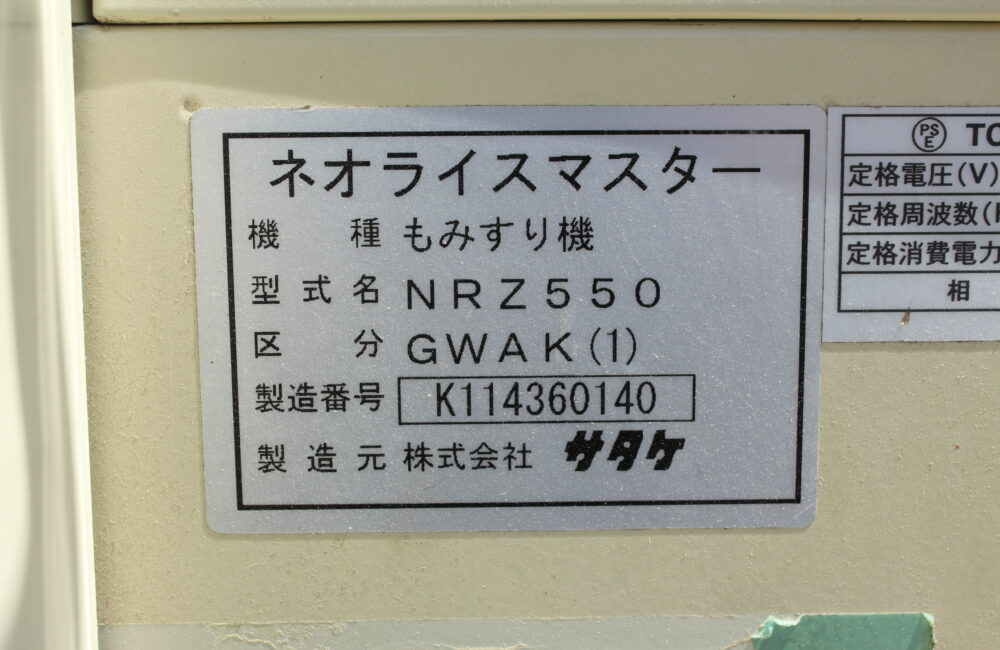 ネオライスマスター
機種 もみすり機
型式名 NRZ550
区分 GWAK(1)
製造番号 K114360140
製造元 株式会社 サタケ
PSE
定格電圧(V)
定格周波数(
定格消費電力
相